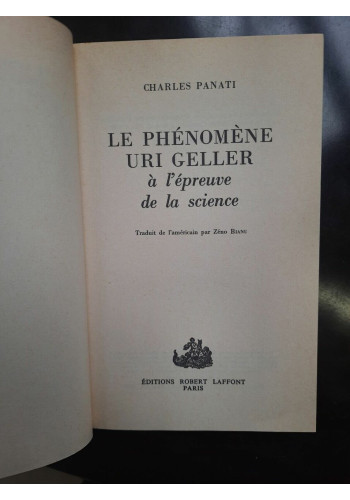 CHARLES PANATI
LE PHÉNOMÈNE
URI GELLER
à l'épreuve
de la science
Traduit de l'américain par Zéno BIANU
ÉDITIONS ROBERT LAFFONT
PARIS